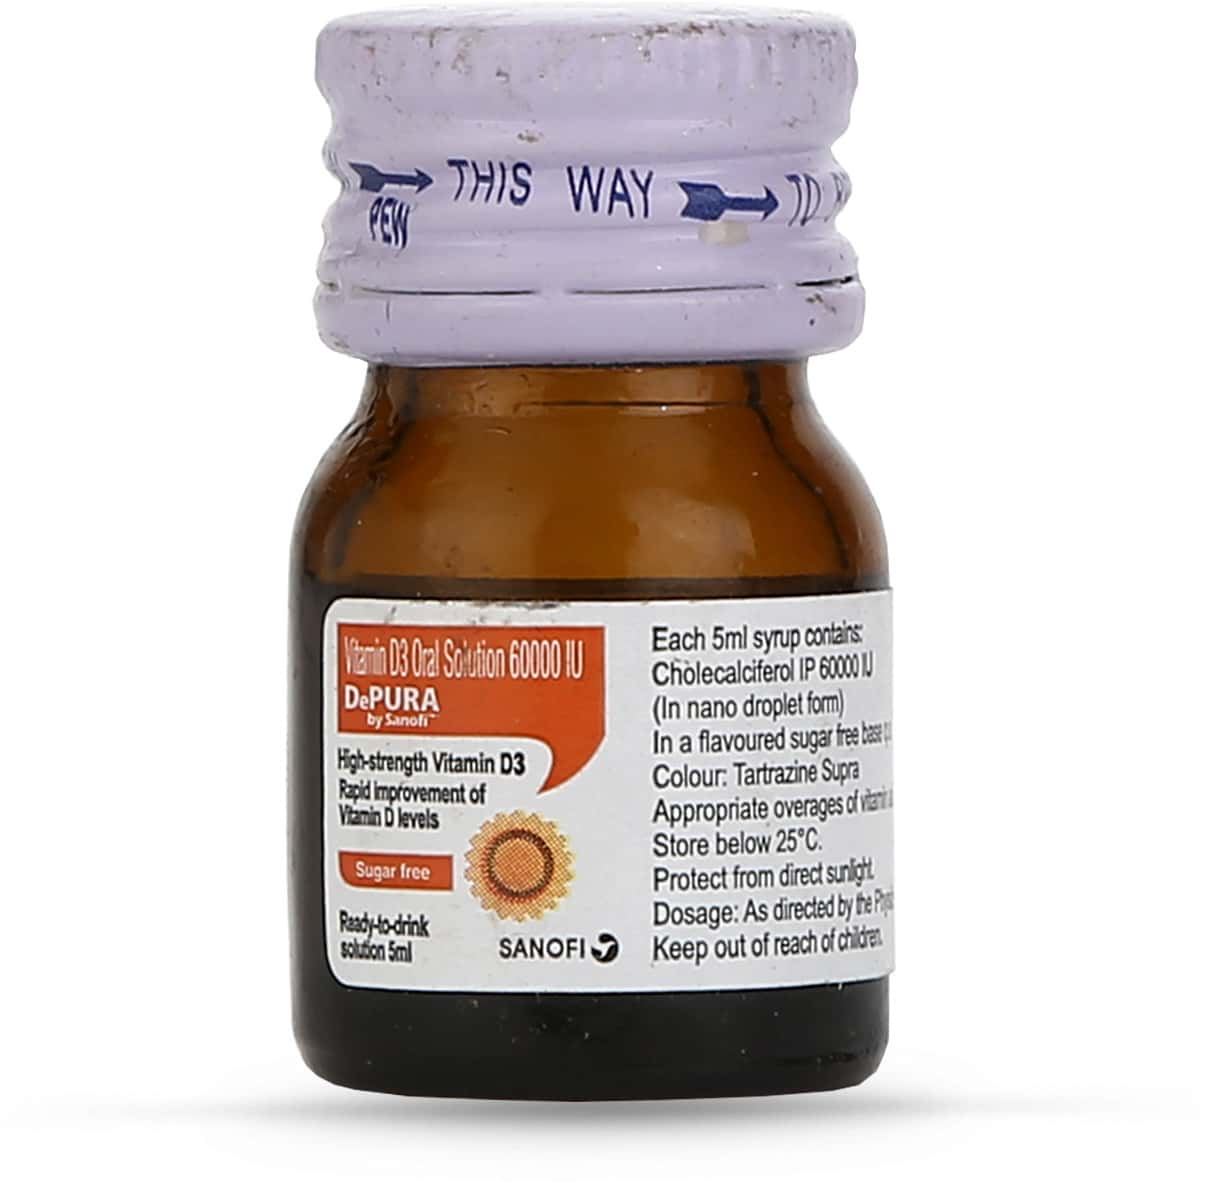 THIS WAY TO
PEW
Vitamin D3 Oral Solution 60000 IU
DePURA
by Sanofi™
High-strength Vitamin D3
Rapid improvement of
Vitamin D levels
Sugar free
Ready-to-drink
solution 5ml
SANOFI
Each 5ml syrup contains:
Cholecalciferol IP 60000 IU
(In nano droplet form)
In a flavoured sugar free base
Colour: Tartrazine Supra
Appropriate overages of vitamin
Store below 25°C.
Protect from direct sunlight.
Dosage: As directed by the
Keep out of reach of children.